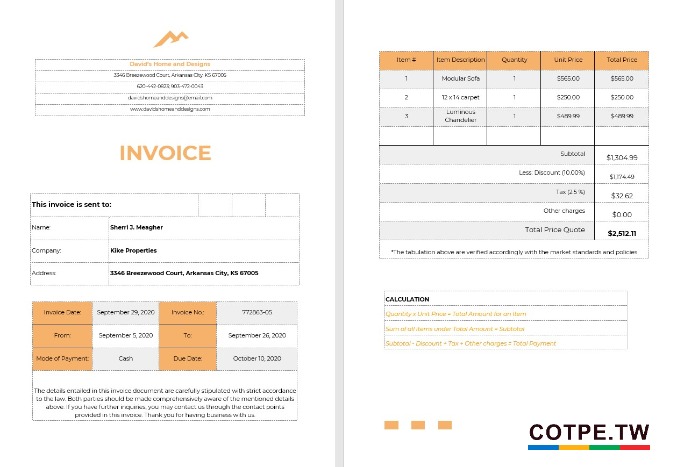 David's Home and Designs
3346 Breezewood Court, Arkansas City, KS 67005
620-442-0823; 903-472-0043
davidshomeanddesigns@email.com
www.davidshomeanddesigns.com
INVOICE
This invoice is sent to:
Name: Sherri J. Meagher
Company: Kike Properties
Address: 3346 Breezewood Court, Arkansas City, KS 67005
Invoice Date: September 29, 2020 Invoice No.: 772863-05
From: September 5, 2020 To: September 26, 2020
Mode of Payment: Cash Due Date: October 10, 2020
The details entailed in this invoice document are carefully stipulated with strict accordance
to the law. Both parties should be made comprehensively aware of the mentioned details
above. If you have further inquiries, you may contact us through the contact points
provided in this invoice. Thank you for having business with us.
Item # Item Description Quantity Unit Price Total Price
1 Modular Sofa 1 $565.00 $565.00
2 12 x 14 carpet 1 $250.00 $250.00
3 Luminous Chandelier 1 $489.99 $489.99
Subtotal $1,304.99
Less: Discount (10.00%) $1,174.49
Tax (2.5 %) $32.62
Other charges $0.00
Total Price Quote $2,512.11
*The tabulation above are verified accordingly with the market standards and policies.
CALCULATION
Quantity x Unit Price = Total Amount for an Item
Sum of all items under Total Amount = Subtotal
Subtotal - Discount + Tax + Other charges = Total Payment
COTPE.TW